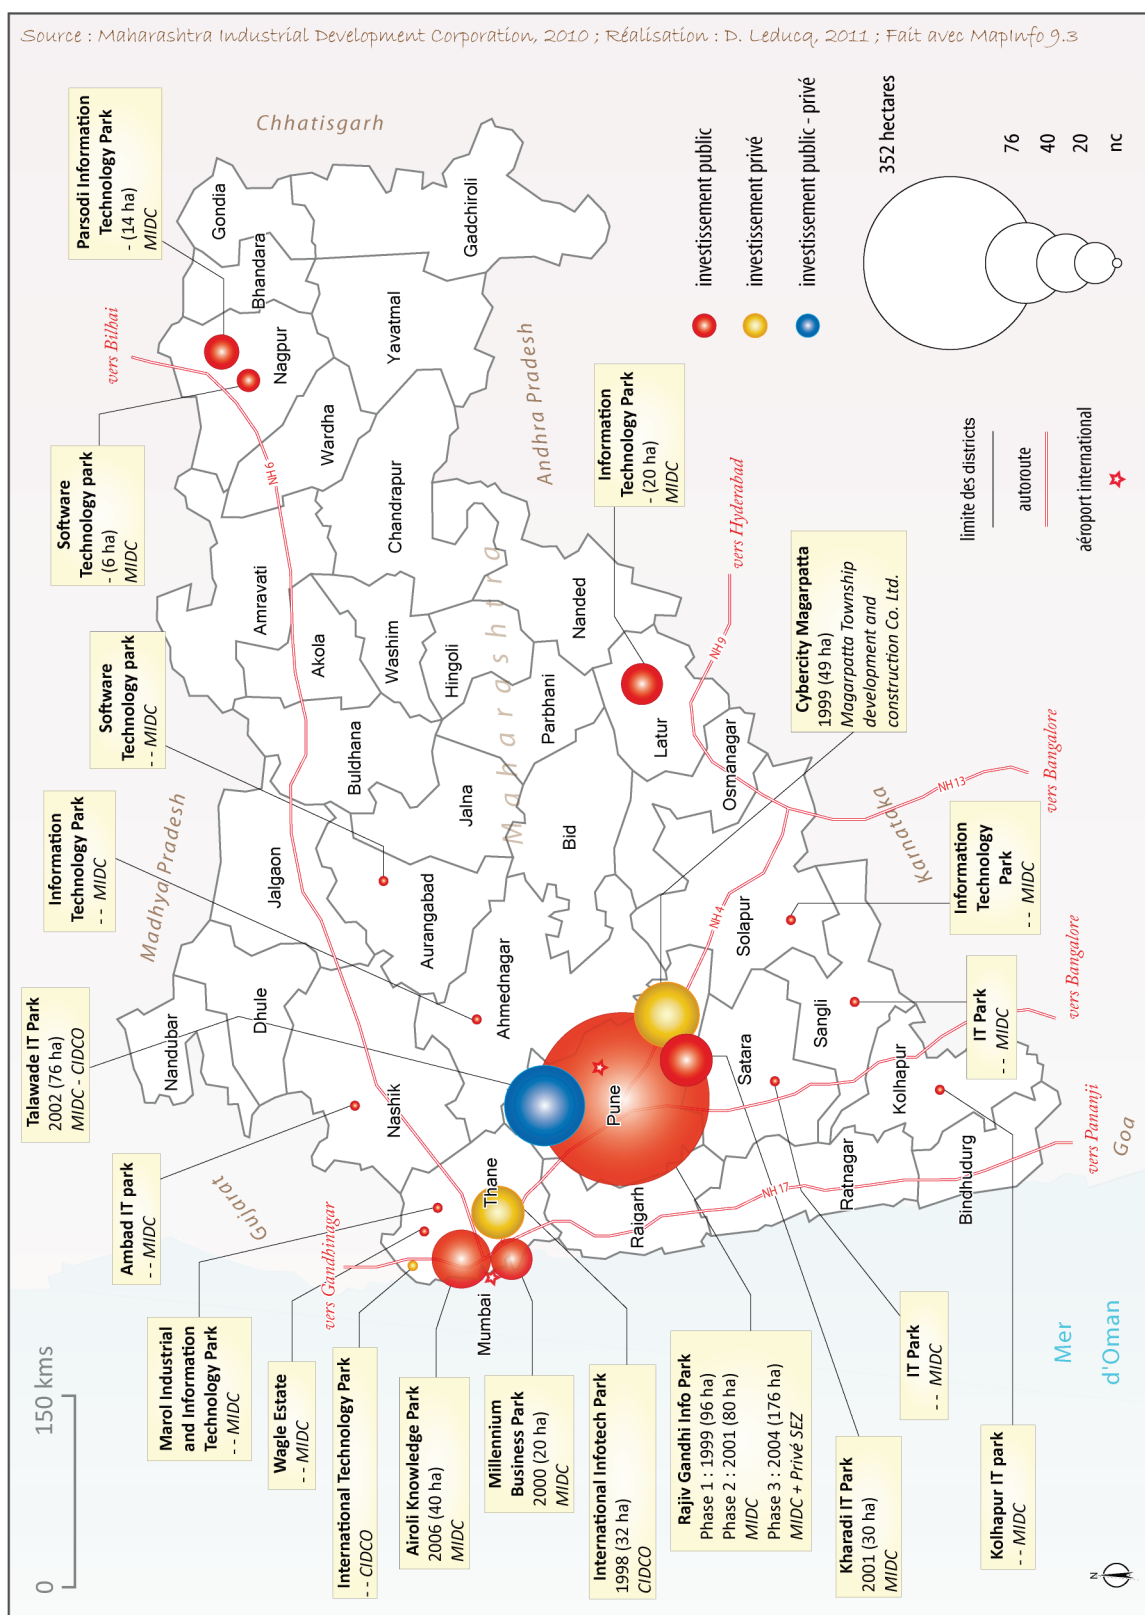 Source : Maharashtra Industrial Development Corporation, 2010 ; Réalisation : D. Leducq, 2011 ; Fait avec MapInfo 9.3
Parsodi Information
Technology Park
- (14 ha)
MIDC
Software
Technology park
- (6 ha)
MIDC
Software
Technology park
- - MIDC
Information
Technology Park
- - MIDC
Talawade IT Park
2002 (76 ha)
MIDC - CIDCO
Ambad IT park
- - MIDC
Marol Industrial
and Information
Technology Park
- - MIDC
Wagle Estate
- - MIDC
International Technology Park
- - CIDCO
Airoli Knowledge Park
2006 (40 ha)
MIDC
Millennium
Business Park
2000 (20 ha)
MIDC
International Infotech Park
1998 (32 ha)
CIDCO
Rajiv Gandhi Info Park
Phase 1 : 1999 (96 ha)
Phase 2 : 2001 (80 ha)
MIDC
Phase 3 : 2004 (176 ha)
MIDC + Privé SEZ
Kharadi IT Park
2001 (30 ha)
MIDC
IT Park
- - MIDC
Kolhapur IT park
- - MIDC
IT Park
- - MIDC
Information
Technology
Park
- - MIDC
Cybercity Magarpatta
1999 (49 ha)
Magarpatta Township
development and
construction Co. Ltd.
Information
Technology Park
- (20 ha)
MIDC
Chhatisgarh
Madhya Pradesh
Gujarat
Andhra Pradesh
Karnataka
Goa
Maharashtra
Mer
d'Oman
vers Bilhai
vers Gandhinagar
vers Hyderabad
vers Bangalore
vers Bangalore
vers Pananji
NH 6
NH 9
NH 4
NH 13
NH 17
Gondia
Bhandara
Nagpur
Gadchiroli
Yavatmal
Wardha
Chandrapur
Amravati
Akola
Washim
Hingoli
Nanded
Buldhana
Parbhani
Jalna
Latur
Osmanagar
Bid
Jalgaon
Aurangabad
Ahmednagar
Solapur
Dhule
Nandubar
Nashik
Thane
Mumbai
Pune
Raigarh
Satara
Sangli
Kolhapur
Ratnagar
Bindhudurg
investissement public
investissement privé
investissement public - privé
352 hectares
76
40
20
nc
limite des districts
autoroute
aéroport international
0
150 kms
N